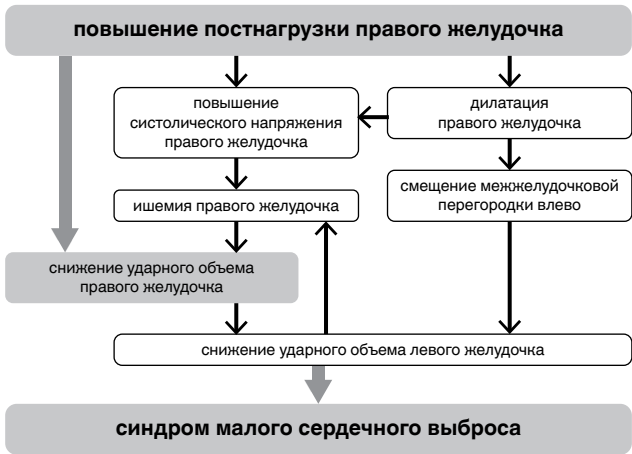 повышение постнагрузки правого желудочка
повышение
систолического напряжения
правого желудочка
дилатация
правого желудочка
ишемия правого желудочка
смещение межжелудочковой
перегородки влево
снижение ударного объема
правого желудочка
снижение ударного объема левого желудочка
синдром малого сердечного выброса